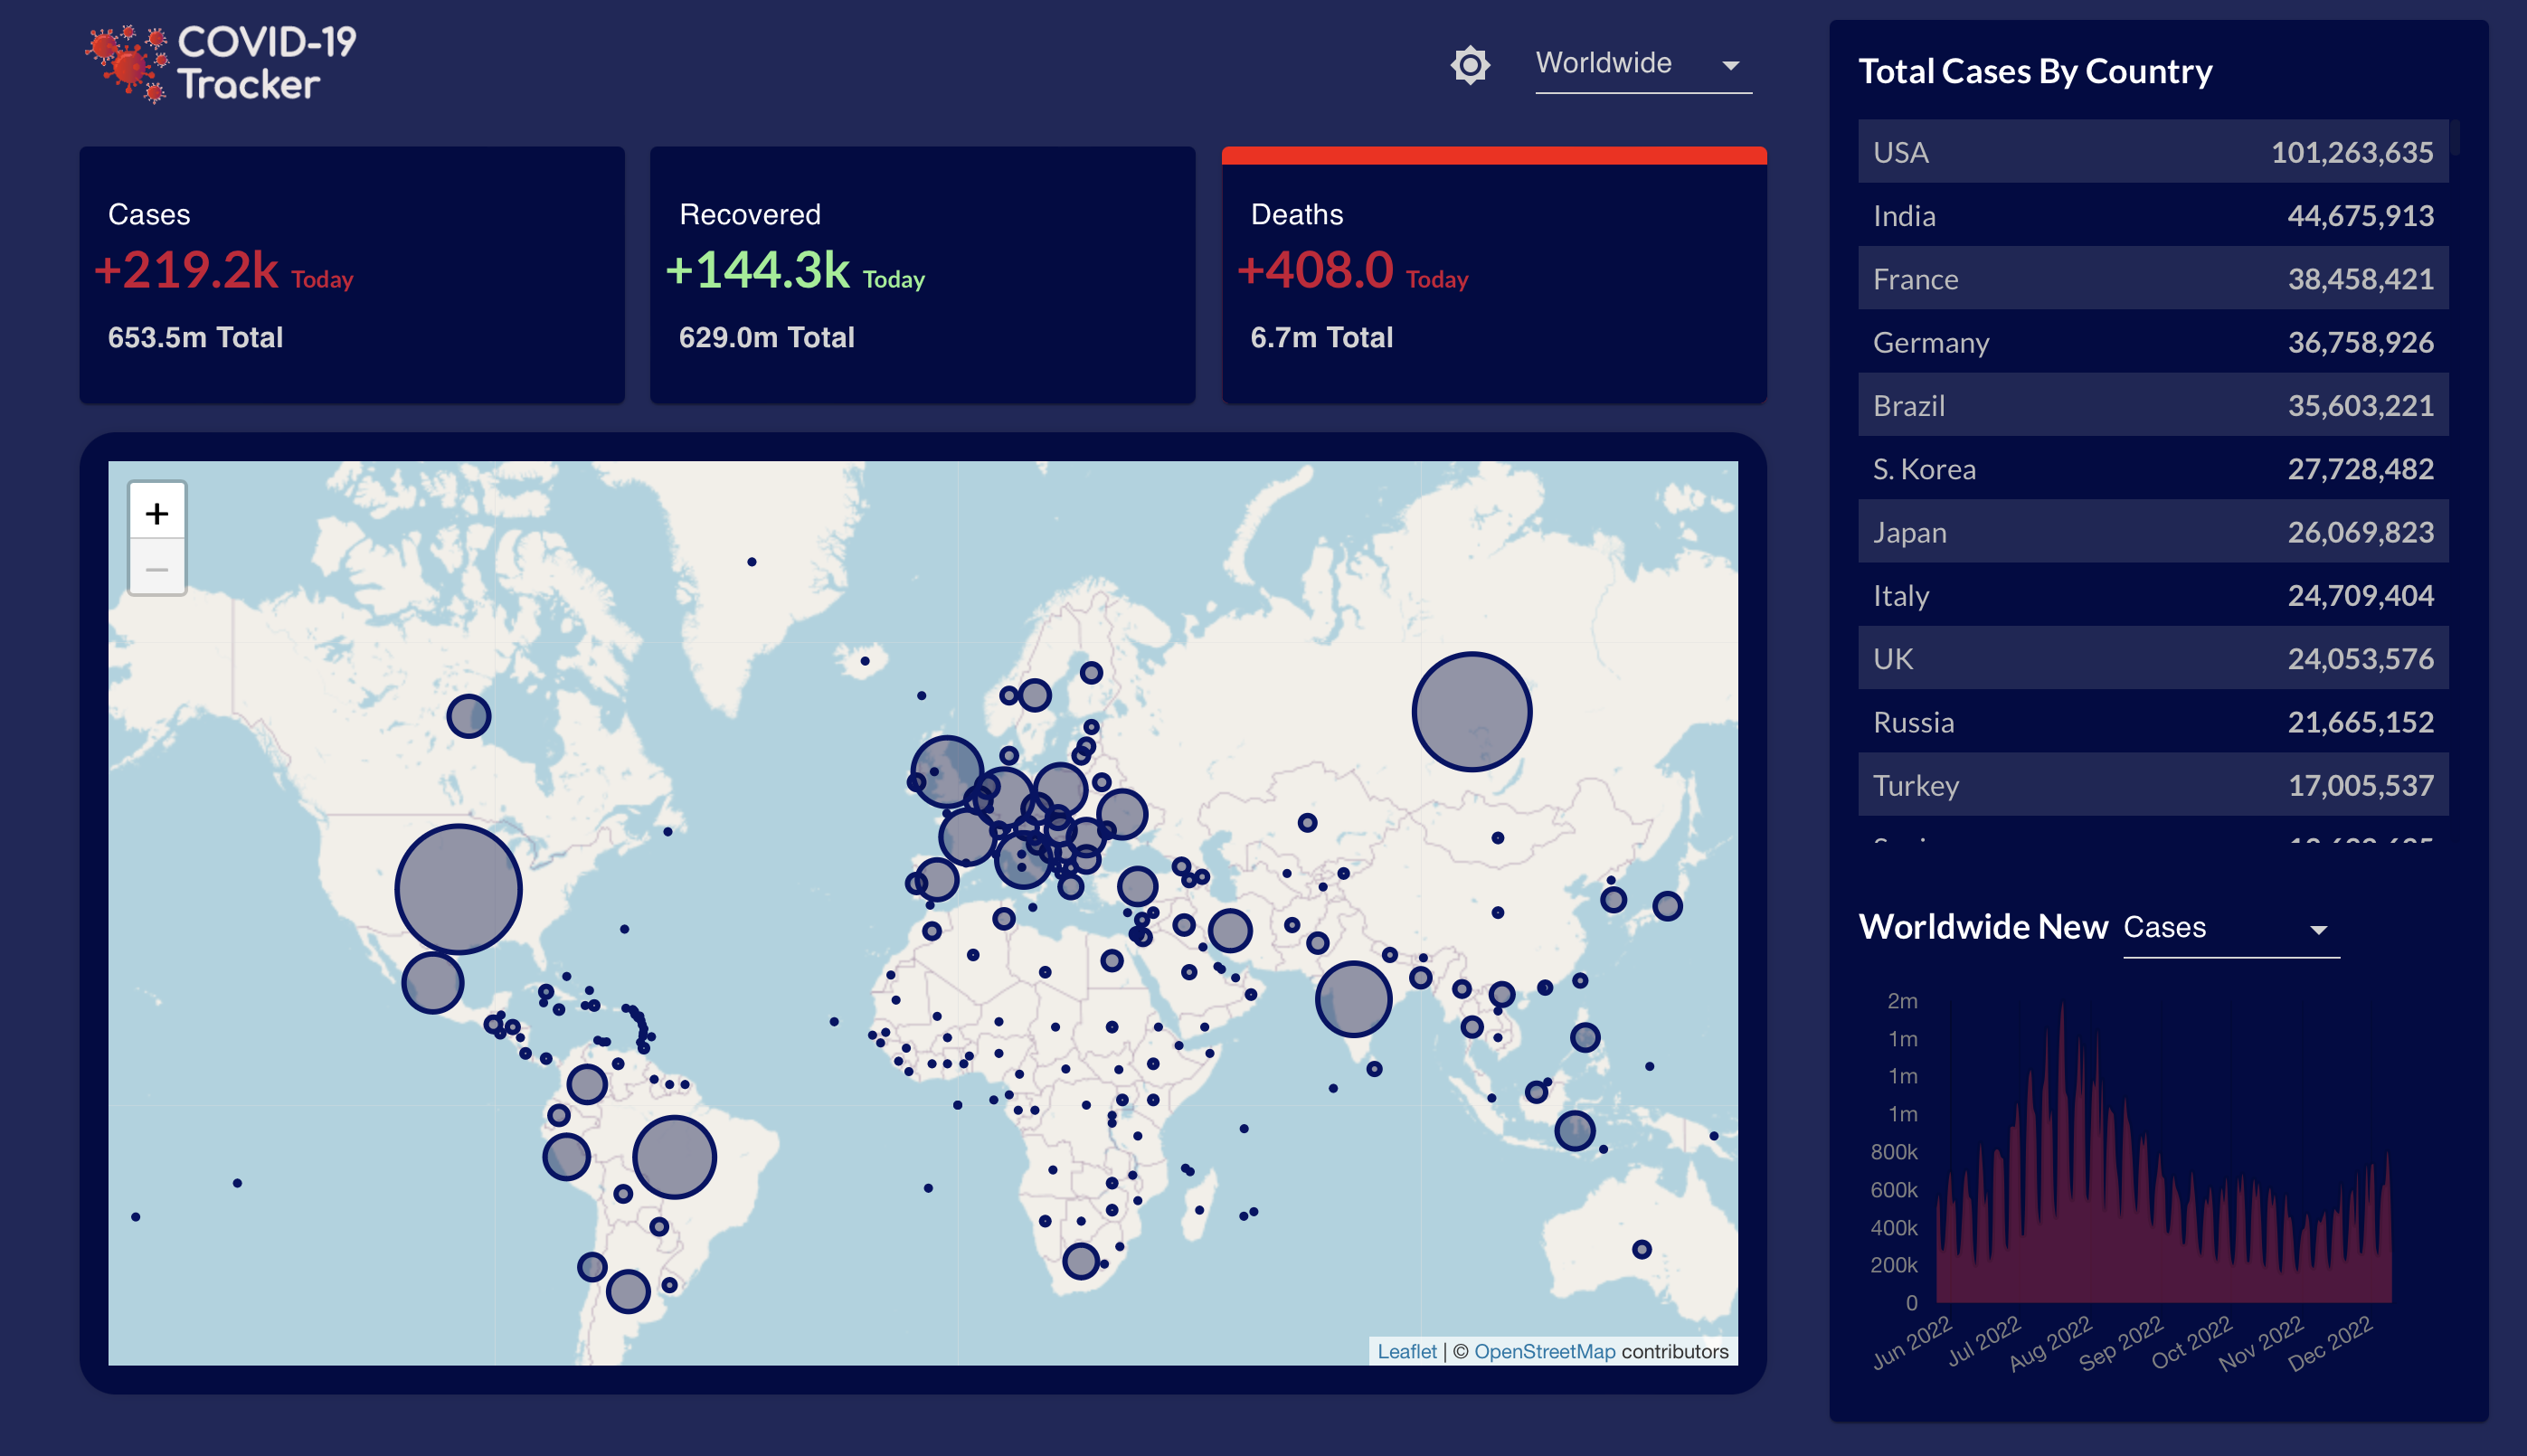 COVID-19
Tracker
Worldwide
Cases
+219.2k Today
653.5m Total
Recovered
+144.3k Today
629.0m Total
Deaths
+408.0 Today
6.7m Total
+
−
Leaflet | © OpenStreetMap contributors
Total Cases By Country
USA 101,263,635
India 44,675,913
France 38,458,421
Germany 36,758,926
Brazil 35,603,221
S. Korea 27,728,482
Japan 26,069,823
Italy 24,709,404
UK 24,053,576
Russia 21,665,152
Turkey 17,005,537
Worldwide New Cases
2m
1m
1m
1m
800k
600k
400k
200k
0
Jun 2022
Jul 2022
Aug 2022
Sep 2022
Oct 2022
Nov 2022
Dec 2022